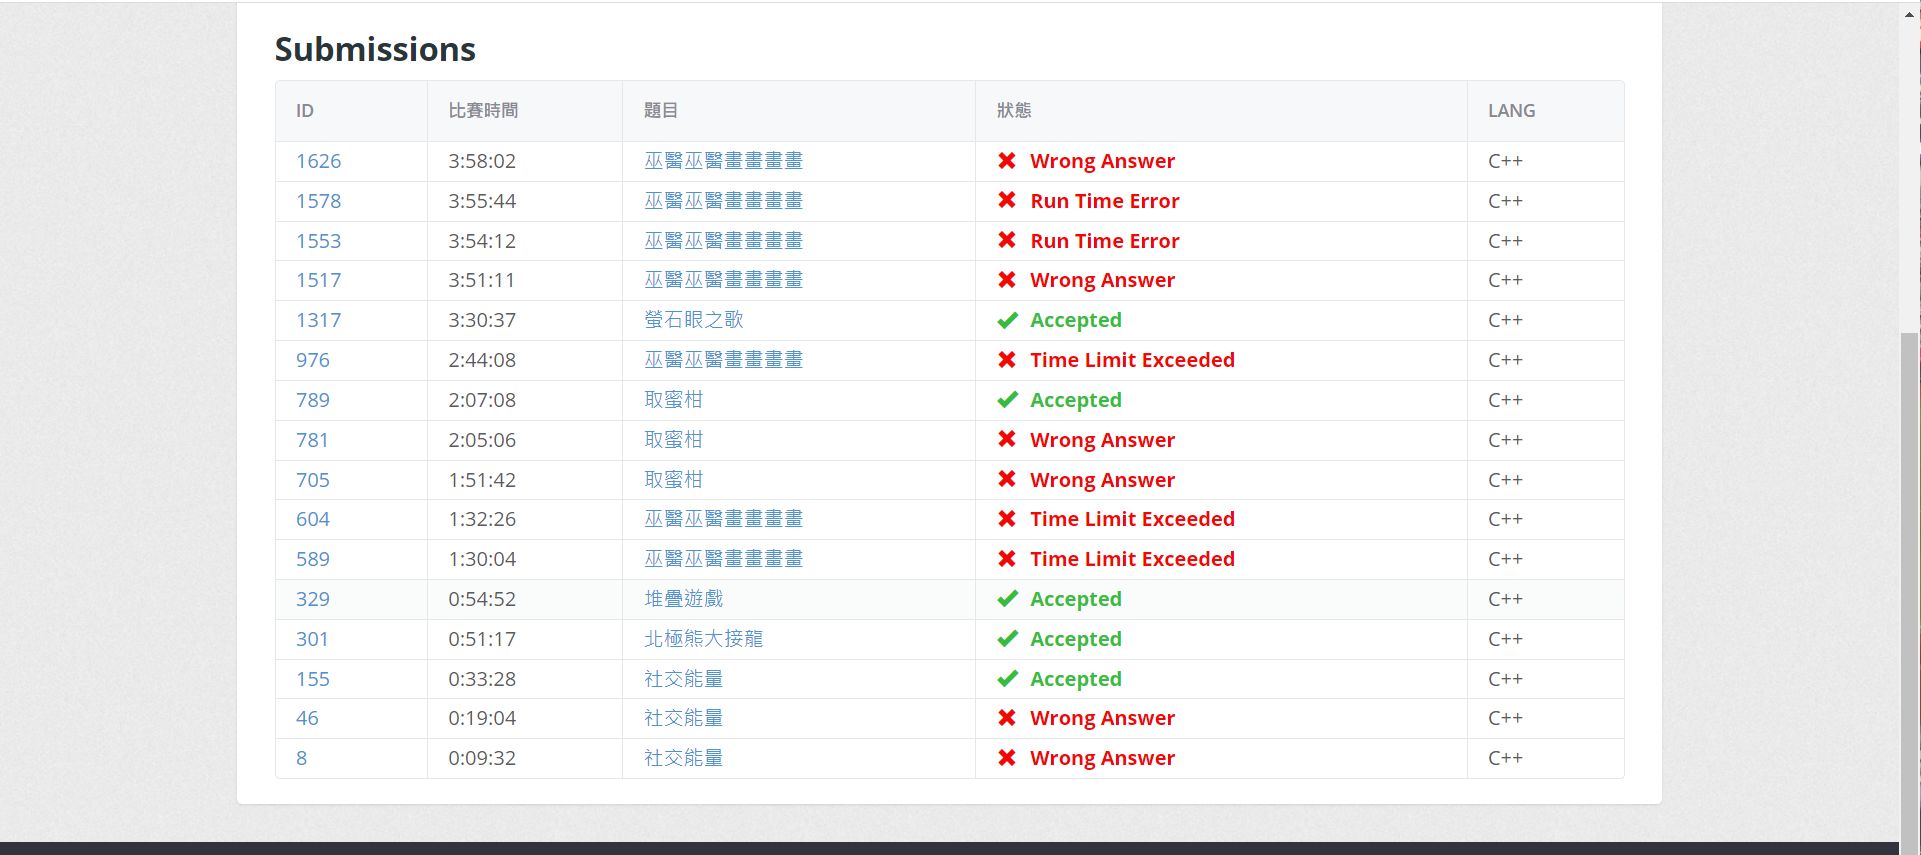 Submissions
ID 比賽時間 題目 狀態 LANG
1626 3:58:02 巫醫巫醫畫畫畫畫 Wrong Answer C++
1578 3:55:44 巫醫巫醫畫畫畫畫 Run Time Error C++
1553 3:54:12 巫醫巫醫畫畫畫畫 Run Time Error C++
1517 3:51:11 巫醫巫醫畫畫畫畫 Wrong Answer C++
1317 3:30:37 螢石眼之歌 Accepted C++
976 2:44:08 巫醫巫醫畫畫畫畫 Time Limit Exceeded C++
789 2:07:08 取蜜柑 Accepted C++
781 2:05:06 取蜜柑 Wrong Answer C++
705 1:51:42 取蜜柑 Wrong Answer C++
604 1:32:26 巫醫巫醫畫畫畫畫 Time Limit Exceeded C++
589 1:30:04 巫醫巫醫畫畫畫畫 Time Limit Exceeded C++
329 0:54:52 堆疊遊戲 Accepted C++
301 0:51:17 北極熊大接龍 Accepted C++
155 0:33:28 社交能量 Accepted C++
46 0:19:04 社交能量 Wrong Answer C++
8 0:09:32 社交能量 Wrong Answer C++